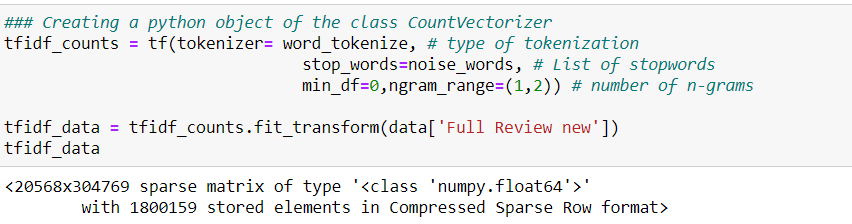 ### Creating a python object of the class CountVectorizer
tfidf_counts = tf(tokenizer= word_tokenize, # type of tokenization
stop_words=noise_words, # List of stopwords
min_df=0,ngram_range=(1,2)) # number of n-grams
tfidf_data = tfidf_counts.fit_transform(data['Full Review new'])
tfidf_data
<20568x304769 sparse matrix of type '<class 'numpy.float64'>'
with 1800159 stored elements in Compressed Sparse Row format>